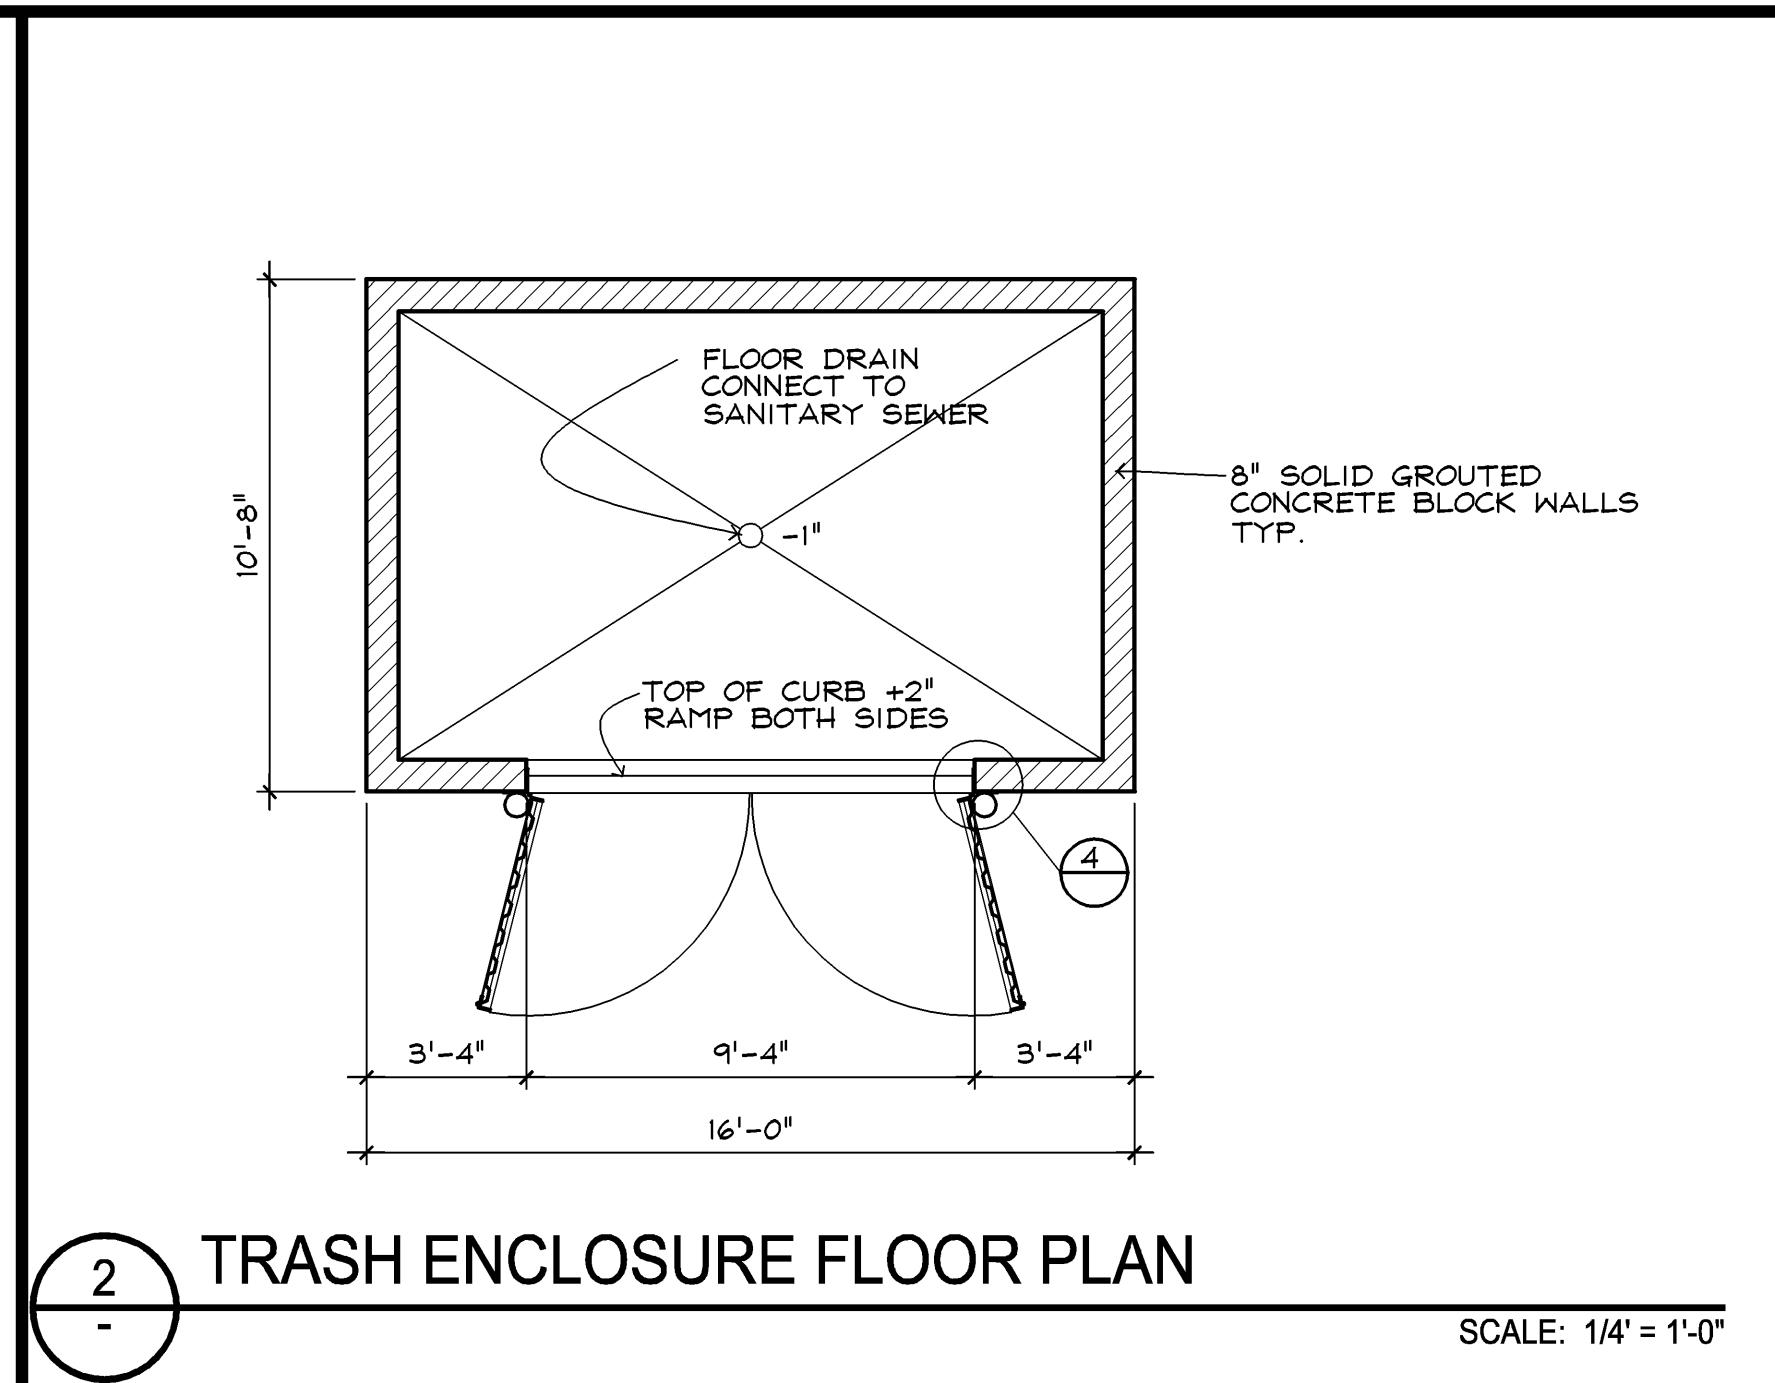 FLOOR DRAIN
CONNECT TO
SANITARY SEWER
10'-8"
-1"
8" SOLID GROUTED
CONCRETE BLOCK WALLS
TYP.
TOP OF CURB +2"
RAMP BOTH SIDES
4
3'-4"
9'-4"
3'-4"
16'-0"
2
-
TRASH ENCLOSURE FLOOR PLAN
SCALE: 1/4' = 1'-0"